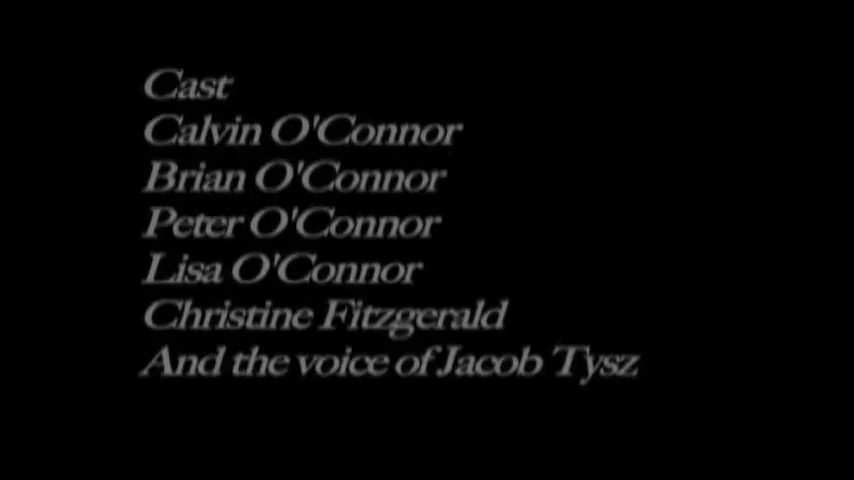 Cast
Calvin O'Connor
Brian O'Connor
Peter O'Connor
Lisa O'Connor
Christine Fitzgerald
And the voice of Jacob Tysz